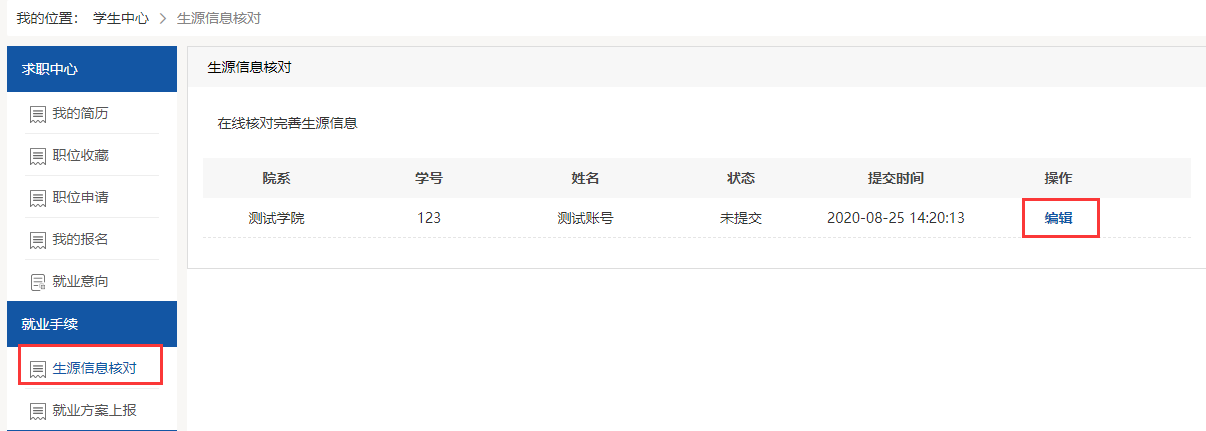 我的位置： 学生中心 > 生源信息核对
求职中心
我的简历
职位收藏
职位申请
我的报名
就业意向
就业手续
生源信息核对
就业方案上报
生源信息核对
在线核对完善生源信息
院系 学号 姓名 状态 提交时间 操作
测试学院 123 测试账号 未提交 2020-08-25 14:20:13 编辑